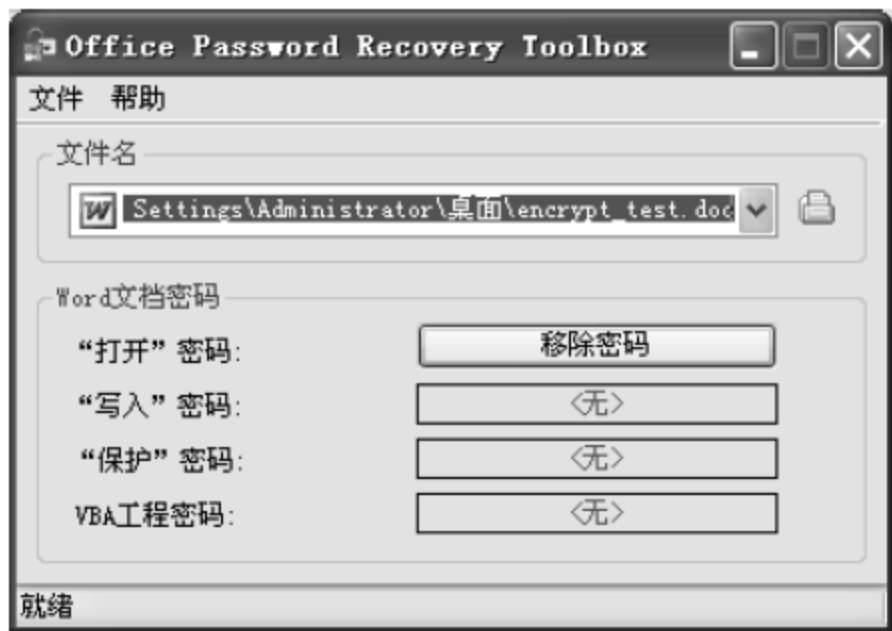 Office Password Recovery Toolbox
文件 帮助
文件名
Settings\Administrator\桌面\encrypt_test.doc
Word文档密码
“打开”密码: 移除密码
“写入”密码: <无>
“保护”密码: <无>
VBA工程密码: <无>
就绪